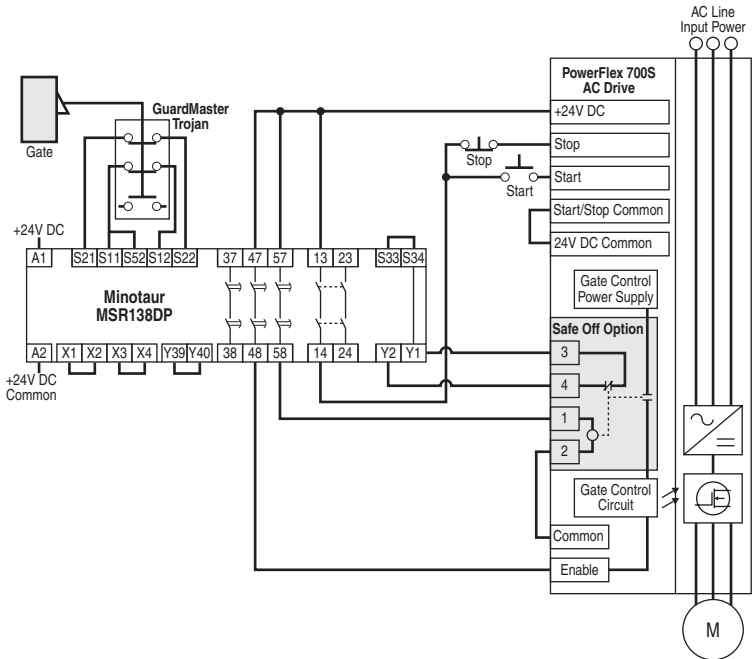 AC Line
Input Power
PowerFlex 700S
AC Drive
+24V DC
GuardMaster
Trojan
Gate
Stop
Stop
Start
Start
Start/Stop Common
24V DC Common
+24V DC
A1 S21 S11 S52 S12 S22 37 47 57 13 23 S33 S34
Minotaur
MSR138DP
A2 X1 X2 X3 X4 Y39 Y40 38 48 58 14 24 Y2 Y1
+24V DC
Common
Gate Control
Power Supply
Safe Off Option
3
4
1
2
Gate Control
Circuit
Common
Enable
M